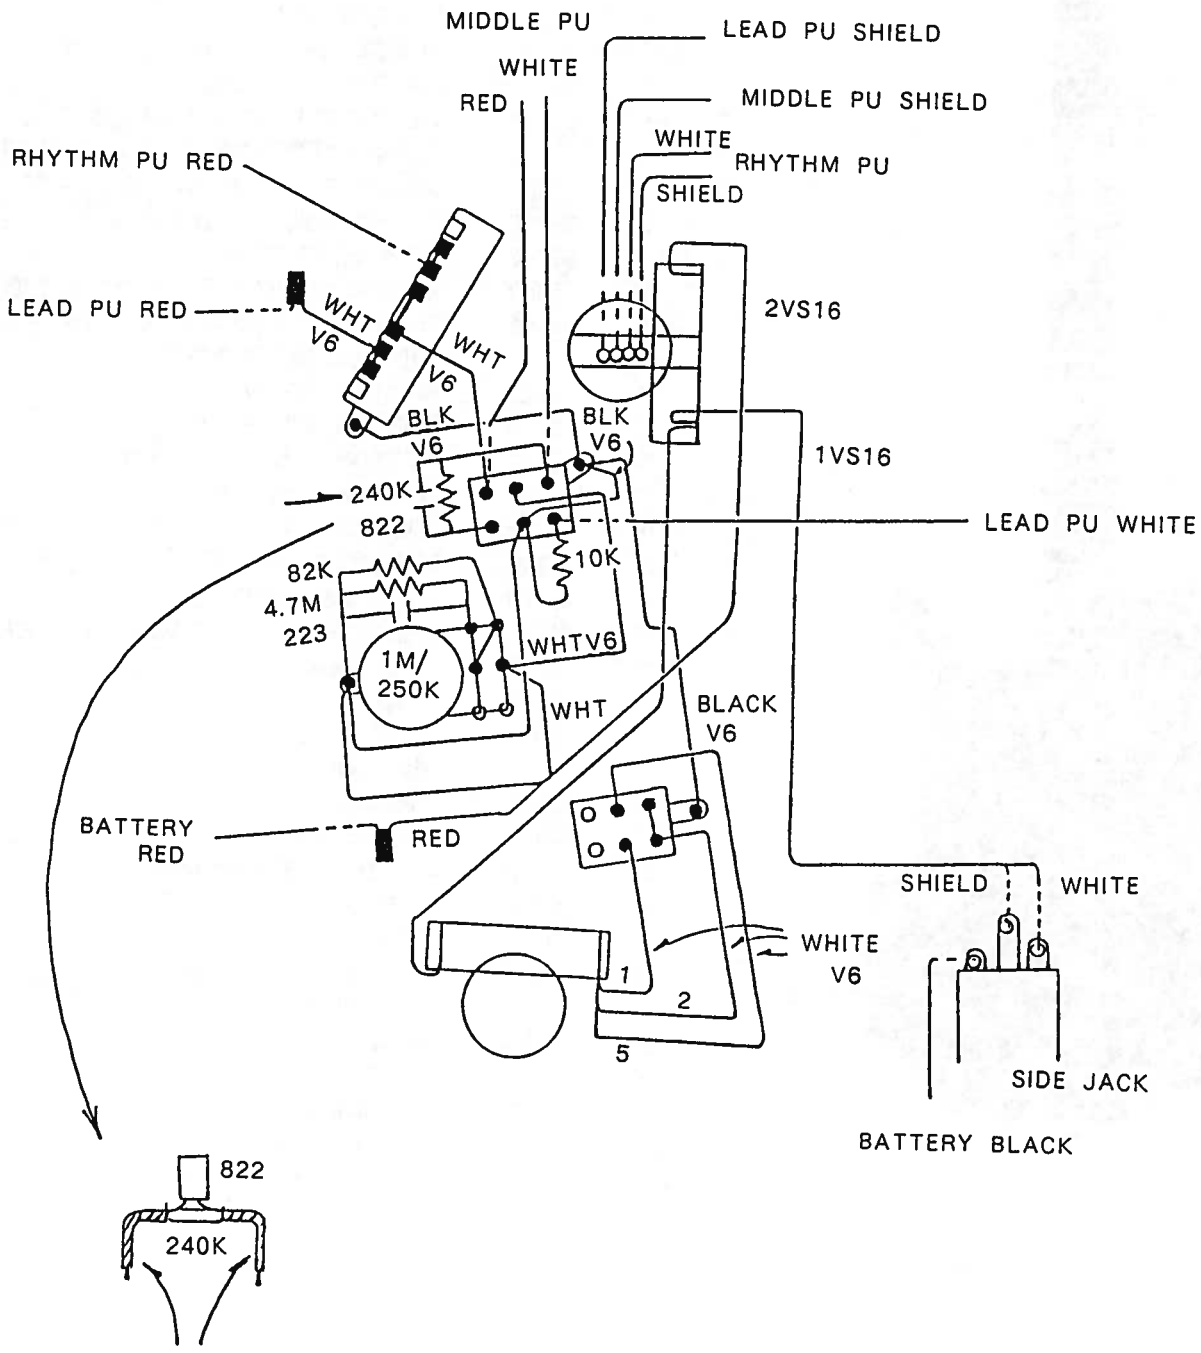 MIDDLE PU
LEAD PU SHIELD
WHITE
RED
MIDDLE PU SHIELD
WHITE
RHYTHM PU
SHIELD
RHYTHM PU RED
LEAD PU RED
WHT
V6
WHT
V6
2VS16
BLK
V6
BLK
V6
1VS16
240K
822
LEAD PU WHITE
10K
82K
4.7M
223
WHTV6
1M/
250K
WHT
BLACK
V6
BATTERY
RED
RED
SHIELD
WHITE
WHITE
V6
1
2
5
SIDE JACK
BATTERY BLACK
822
240K